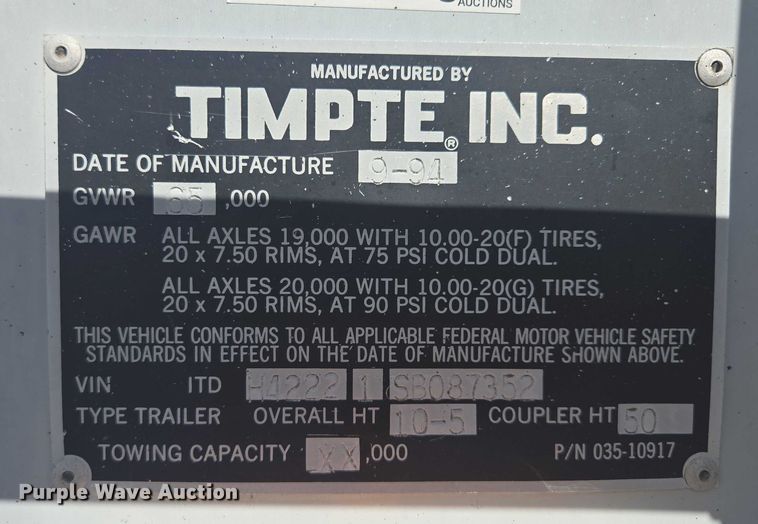 AUCTIONS
MANUFACTURED BY
TIMPTE® INC.
DATE OF MANUFACTURE 9-94
GVWR 65,000
GAWR ALL AXLES 19,000 WITH 10.00-20(F) TIRES,
20 x 7.50 RIMS, AT 75 PSI COLD DUAL.
ALL AXLES 20,000 WITH 10.00-20(G) TIRES,
20 x 7.50 RIMS, AT 90 PSI COLD DUAL.
THIS VEHICLE CONFORMS TO ALL APPLICABLE FEDERAL MOTOR VEHICLE SAFETY
STANDARDS IN EFFECT ON THE DATE OF MANUFACTURE SHOWN ABOVE.
VIN ITD H4222 1 SB087352
TYPE TRAILER OVERALL HT 10-5 COUPLER HT 50
TOWING CAPACITY XX ,000 P/N 035-10917
Purple Wave Auction